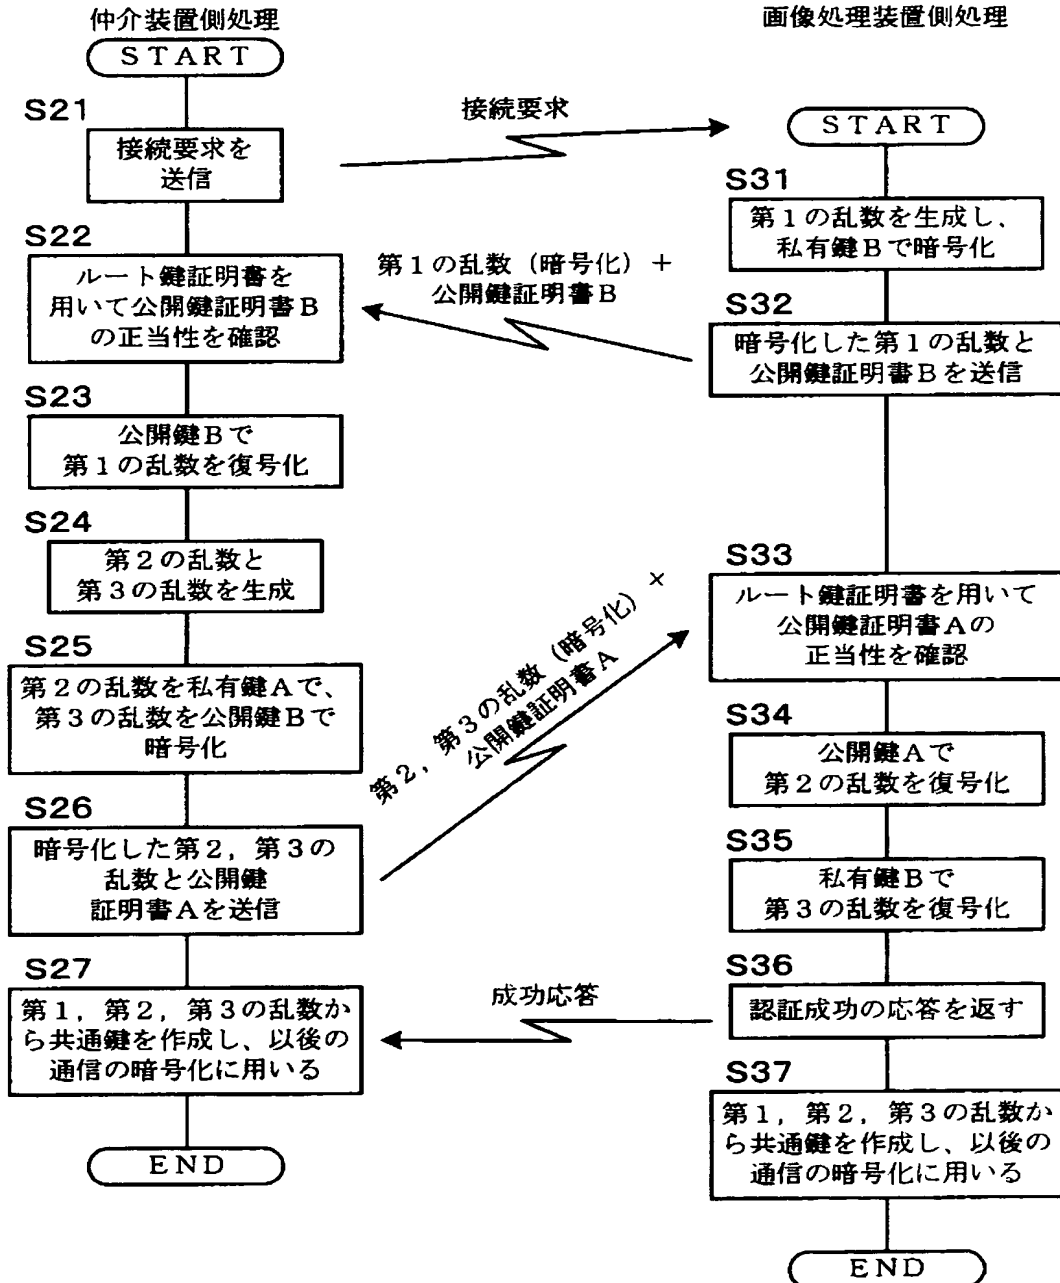 仲介装置側処理
START
S21
接続要求を
送信
S22
ルート鍵証明書を
用いて公開鍵証明書B
の正当性を確認
S23
公開鍵Bで
第1の乱数を復号化
S24
第2の乱数と
第3の乱数を生成
S25
第2の乱数を私有鍵Aで、
第3の乱数を公開鍵Bで
暗号化
S26
暗号化した第2，第3の
乱数と公開鍵
証明書Aを送信
S27
第1，第2，第3の乱数か
ら共通鍵を作成し、以後の
通信の暗号化に用いる
END
接続要求
第1の乱数（暗号化）＋
公開鍵証明書B
第2，第3の乱数（暗号化）×
公開鍵証明書A
成功応答
画像処理装置側処理
START
S31
第1の乱数を生成し、
私有鍵Bで暗号化
S32
暗号化した第1の乱数と
公開鍵証明書Bを送信
S33
ルート鍵証明書を用いて
公開鍵証明書Aの
正当性を確認
S34
公開鍵Aで
第2の乱数を復号化
S35
私有鍵Bで
第3の乱数を復号化
S36
認証成功の応答を返す
S37
第1，第2，第3の乱数か
ら共通鍵を作成し、以後の
通信の暗号化に用いる
END